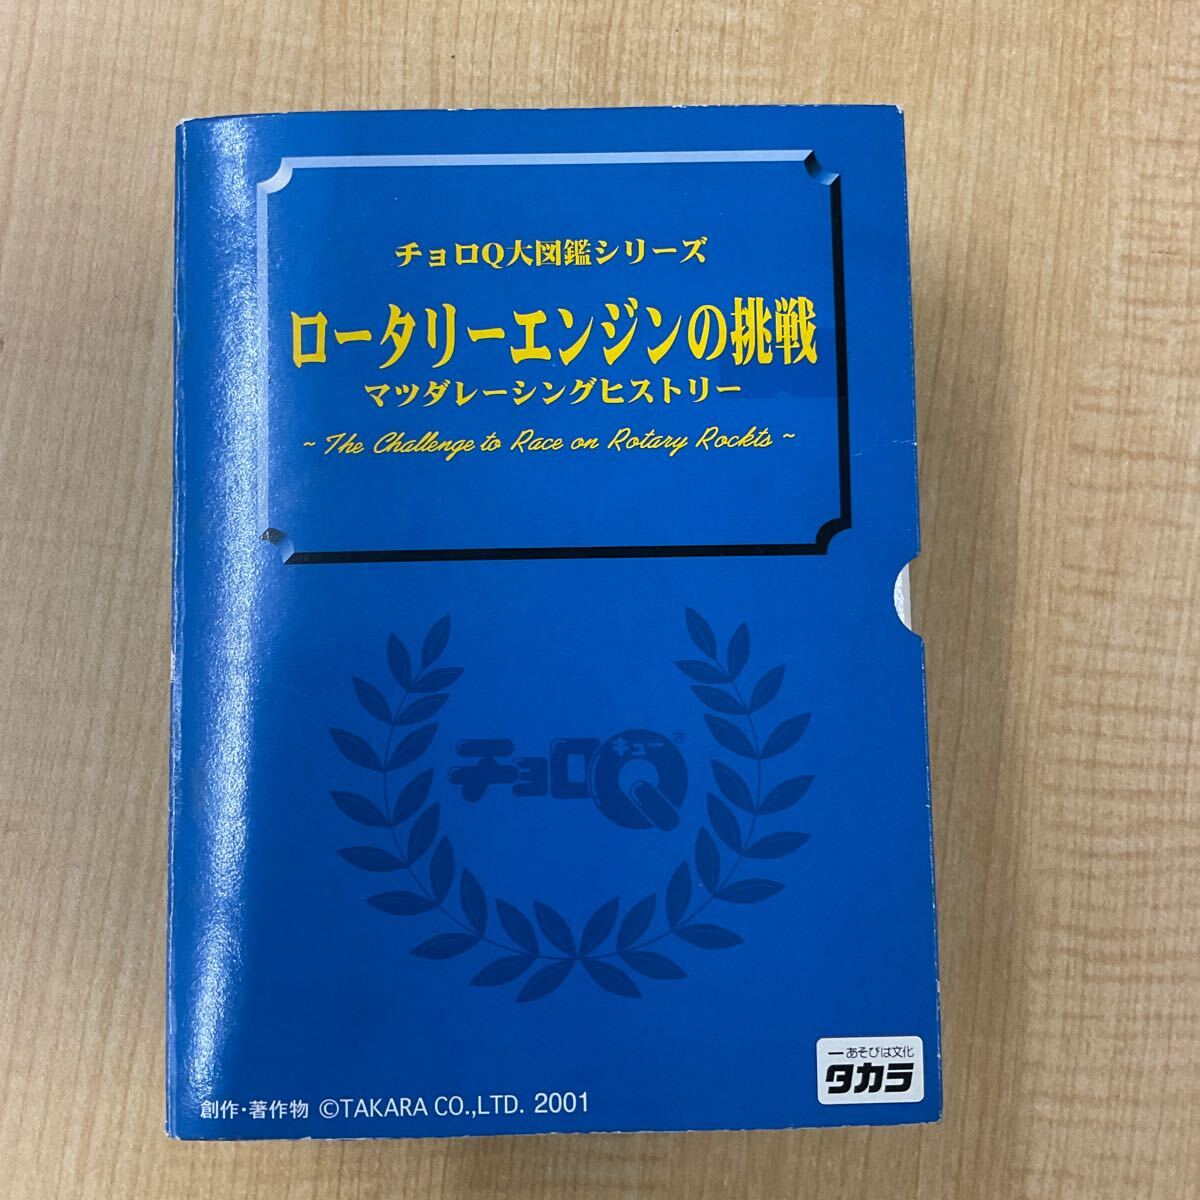 チョロQ大図鑑シリーズ
ロータリーエンジンの挑戦
マツダレーシングヒストリー
~ The Challenge to Race on Rotary Rockts ~
チョロQ®
キュー
創作・著作物 ©TAKARA CO.,LTD. 2001
ーあそびは文化
タカラ